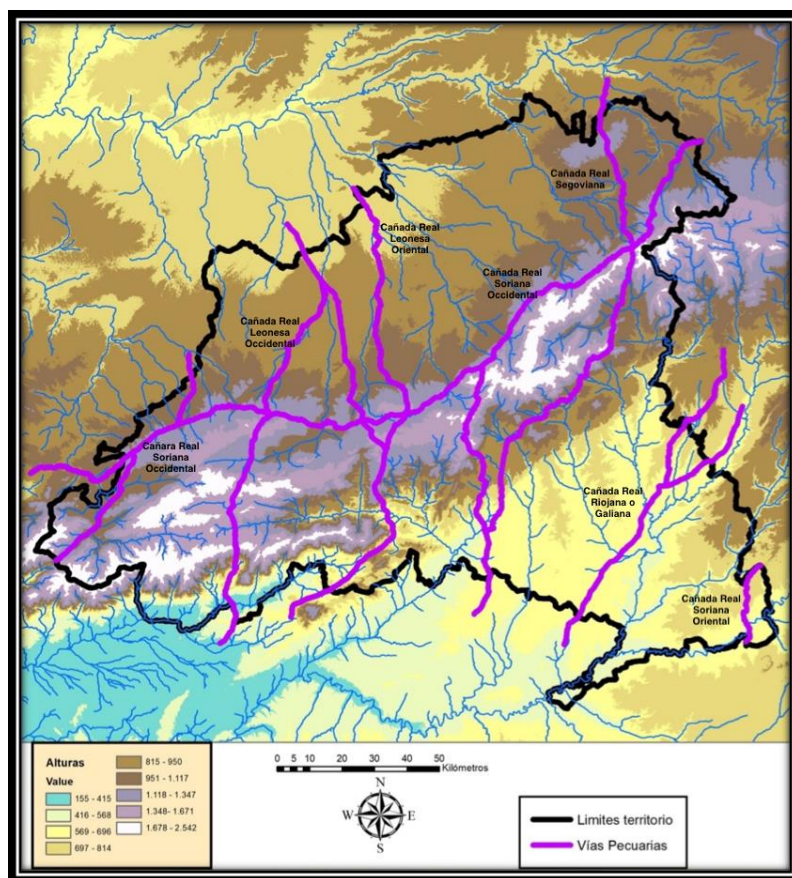 Cañada Real
Segoviana
Cañada Real
Leonesa
Oriental
Cañada Real
Soriana
Occidental
Cañada Real
Leonesa
Occidental
Cañara Real
Soriana
Occidental
Cañada Real
Riojana o
Galiana
Cañada Real
Soriana
Oriental
Alturas
Value
155 - 415
416 - 568
569 - 696
697 - 814
815 - 950
951 - 1.117
1.118 - 1.347
1.348- 1.671
1.678 - 2.542
0 5 10 20 30 40 50
Kilómetros
N
W E
S
Limites territorio
Vías Pecuarias